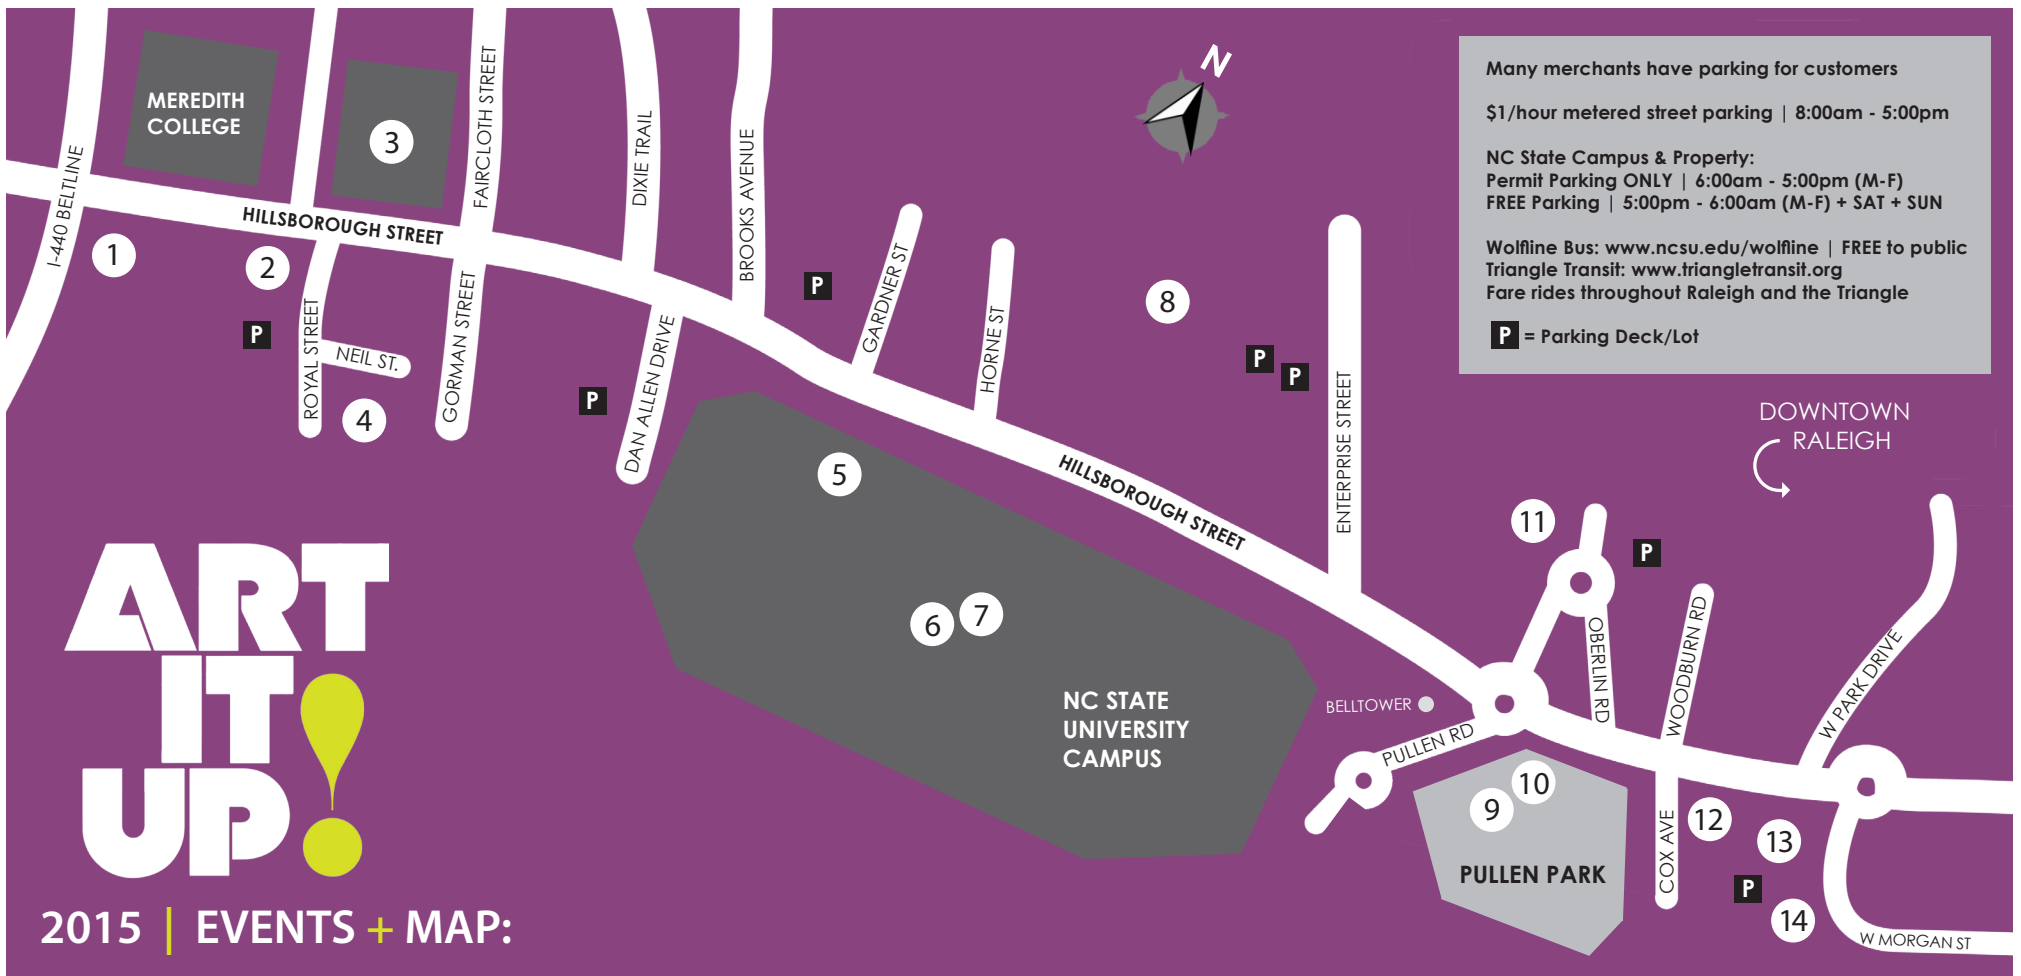 N
Many merchants have parking for customers
$1/hour metered street parking | 8:00am - 5:00pm
NC State Campus & Property:
Permit Parking ONLY | 6:00am - 5:00pm (M-F)
FREE Parking | 5:00pm - 6:00am (M-F) + SAT + SUN
Wolfline Bus: www.ncsu.edu/wolfline | FREE to public
Triangle Transit: www.triangletransit.org
Fare rides throughout Raleigh and the Triangle
P = Parking Deck/Lot
MEREDITH
COLLEGE
3
I-440 BELTLINE
FAIRCLOTH STREET
DIXIE TRAIL
BROOKS AVENUE
HILLSBOROUGH STREET
1
2
P
ROYAL STREET
NEIL ST.
4
GORMAN STREET
P
DAN ALLEN DRIVE
P
GARDNER ST
HORNE ST
8
P
P
ENTERPRISE STREET
DOWNTOWN
RALEIGH
5
HILLSBOROUGH STREET
11
P
6
7
NC STATE
UNIVERSITY
CAMPUS
BELLTOWER
PULLEN RD
OBERLIN RD
WOODBURN RD
W PARK DRIVE
10
9
PULLEN PARK
COX AVE
12
13
P
14
W MORGAN ST
ART
IT
UP!
2015 | EVENTS + MAP: